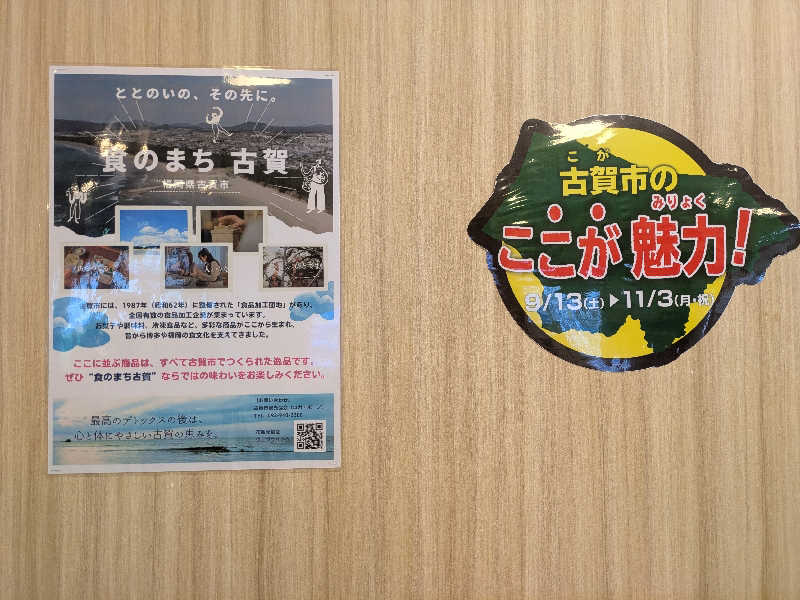 ととのいの、その先に。
食のまち 古賀
福岡県古賀市
古賀市には、1987年（昭和62年）に設置された「食品加工団地」があり、
全国有数の食品加工企業が集まっています。
お菓子や調味料、冷凍食品など、多彩な商品がここから生まれ、
昔から博多や福岡の食文化を支えてきました。
ここに並ぶ商品は、すべて古賀市でつくられた逸品です。
ぜひ“食のまち古賀”ならではの味わいをお楽しみください。
最高のデトックスの後は、
心と体にやさしい古賀の恵みを。
こが
古賀市の
みりょく
ここが 魅力!
9/13(土)▶11/3(月・祝)